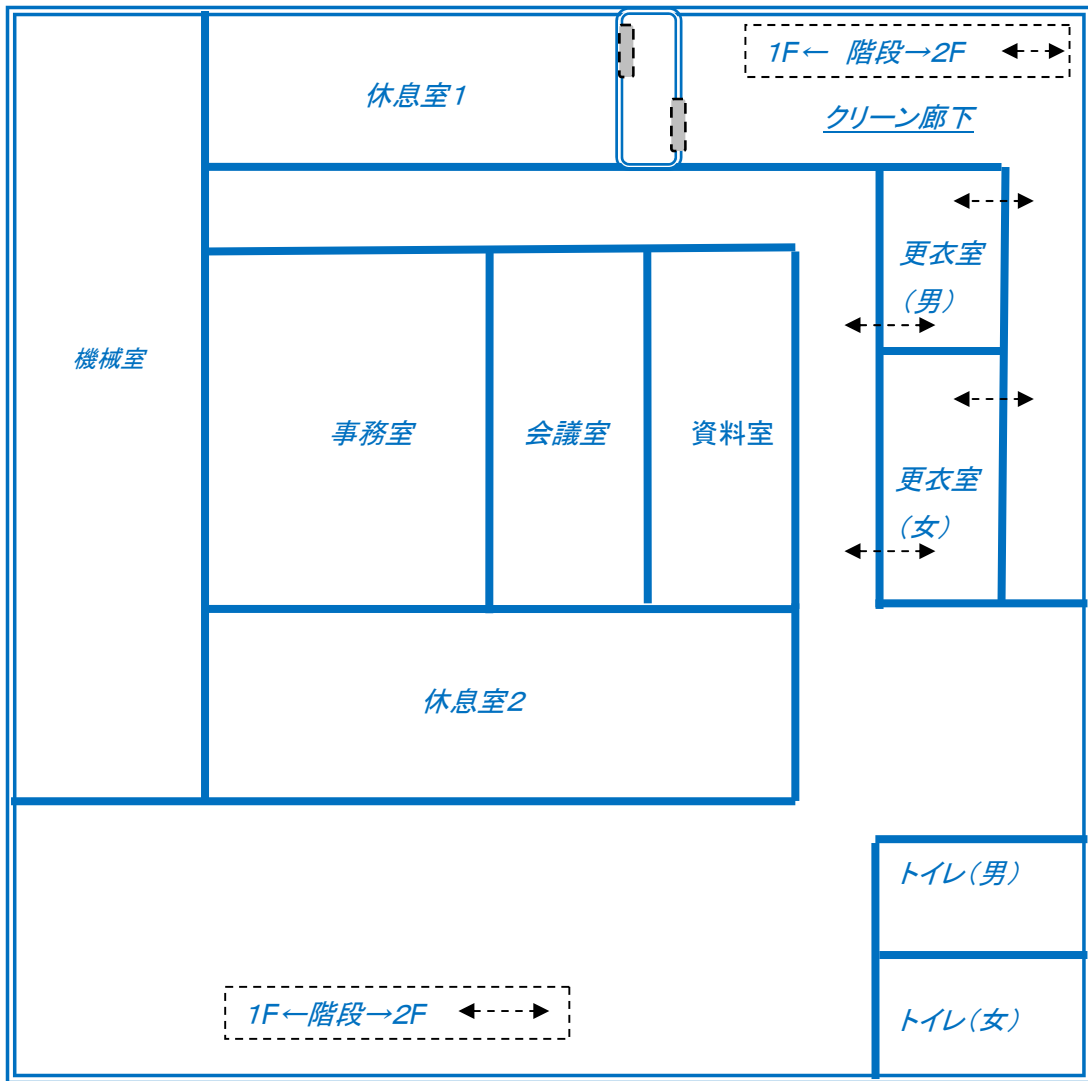 1F← 階段→2F
休息室1
クリーン廊下
更衣室
（男）
機械室
事務室
会議室
資料室
更衣室
（女）
休息室2
トイレ（男）
1F←階段→2F
トイレ（女）